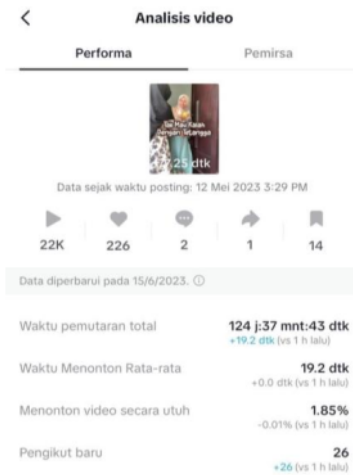 Analisis video
Performa
Pemirsa
Dengan Tetangga
25 dtk
Data sejak waktu posting: 12 Mei 2023 3:29 PM
22K
226
2
1
14
Data diperbarui pada 15/6/2023.
Waktu pemutaran total
124 j:37 mnt:43 dtk
+19.2 dtk (vs 1 h lalu)
Waktu Menonton Rata-rata
19.2 dtk
+0.0 dtk (vs 1 h lalu)
Menonton video secara utuh
1.85%
-0.01% (vs 1 h lalu)
Pengikut baru
26
+26 (vs 1 h lalu)